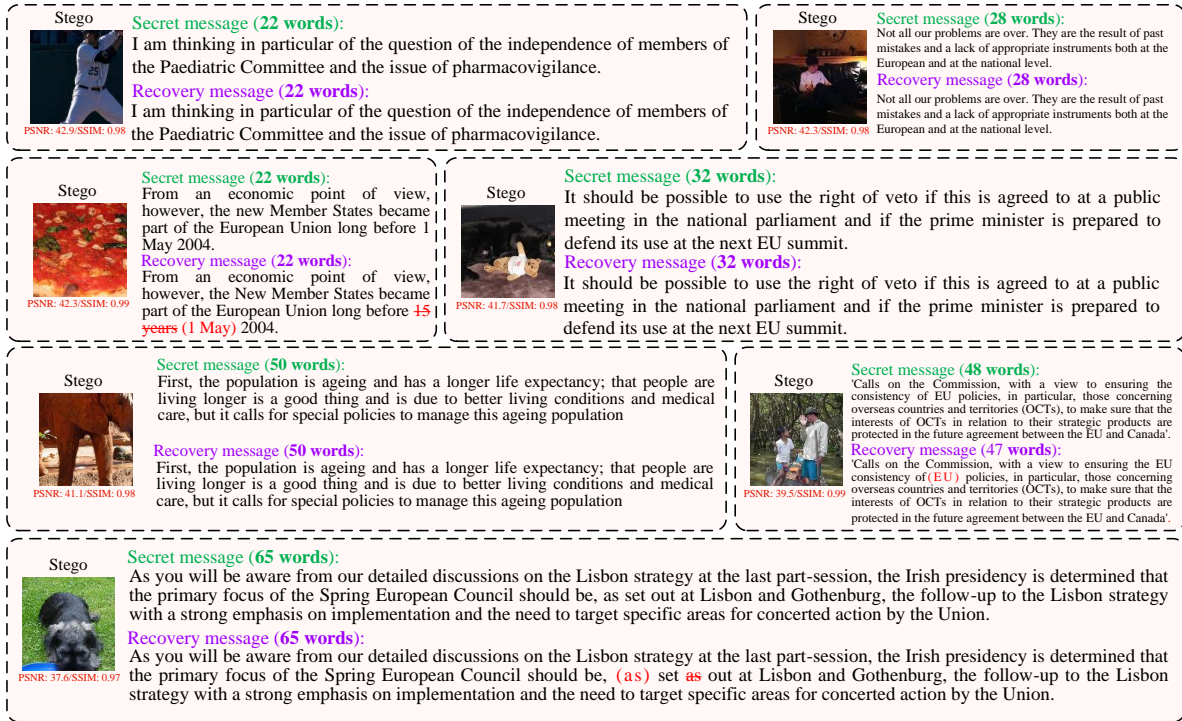 Stego
Secret message (22 words):
I am thinking in particular of the question of the independence of members of
the Paediatric Committee and the issue of pharmacovigilance.
Recovery message (22 words):
I am thinking in particular of the question of the independence of members of
the Paediatric Committee and the issue of pharmacovigilance.
25
PSNR: 42.9/SSIM: 0.98
Stego
Secret message (28 words):
Not all our problems are over. They are the result of past
mistakes and a lack of appropriate instruments both at the
European and at the national level.
Recovery message (28 words):
Not all our problems are over. They are the result of past
mistakes and a lack of appropriate instruments both at the
European and at the national level.
PSNR: 42.3/SSIM: 0.98
Stego
Secret message (22 words):
From an economic point of view,
however, the new Member States became
part of the European Union long before 1
May 2004.
Recovery message (22 words):
From an economic point of view,
however, the New Member States became
part of the European Union long before 15
years (1 May) 2004.
PSNR: 42.3/SSIM: 0.99
Stego
Secret message (32 words):
It should be possible to use the right of veto if this is agreed to at a public
meeting in the national parliament and if the prime minister is prepared to
defend its use at the next EU summit.
Recovery message (32 words):
It should be possible to use the right of veto if this is agreed to at a public
meeting in the national parliament and if the prime minister is prepared to
defend its use at the next EU summit.
PSNR: 41.7/SSIM: 0.98
Stego
Secret message (50 words):
First, the population is ageing and has a longer life expectancy; that people are
living longer is a good thing and is due to better living conditions and medical
care, but it calls for special policies to manage this ageing population
Recovery message (50 words):
First, the population is ageing and has a longer life expectancy; that people are
living longer is a good thing and is due to better living conditions and medical
care, but it calls for special policies to manage this ageing population
PSNR: 41.1/SSIM: 0.98
Stego
Secret message (48 words):
'Calls on the Commission, with a view to ensuring the
consistency of EU policies, in particular, those concerning
overseas countries and territories (OCTs), to make sure that the
interests of OCTs in relation to their strategic products are
protected in the future agreement between the EU and Canada'.
Recovery message (47 words)
'Calls on the Commission, with a view to ensuring the EU
consistency of(EU) policies, in particular, those concerning
overseas countries and territories (OCTs), to make sure that the
interests of OCTs in relation to their strategic products are
protected in the future agreement between the EU and Canada'.
PSNR: 39.5/SSIM: 0.99
Stego
Secret message (65 words):
As you will be aware from our detailed discussions on the Lisbon strategy at the last part-session, the Irish presidency is determined that
the primary focus of the Spring European Council should be, as set out at Lisbon and Gothenburg, the follow-up to the Lisbon strategy
with a strong emphasis on implementation and the need to target specific areas for concerted action by the Union.
Recovery message (65 words):
As you will be aware from our detailed discussions on the Lisbon strategy at the last part-session, the Irish presidency is determined that
the primary focus of the Spring European Council should be, (as) set as out at Lisbon and Gothenburg, the follow-up to the Lisbon
strategy with a strong emphasis on implementation and the need to target specific areas for concerted action by the Union.
PSNR: 37.6/SSIM: 0.97